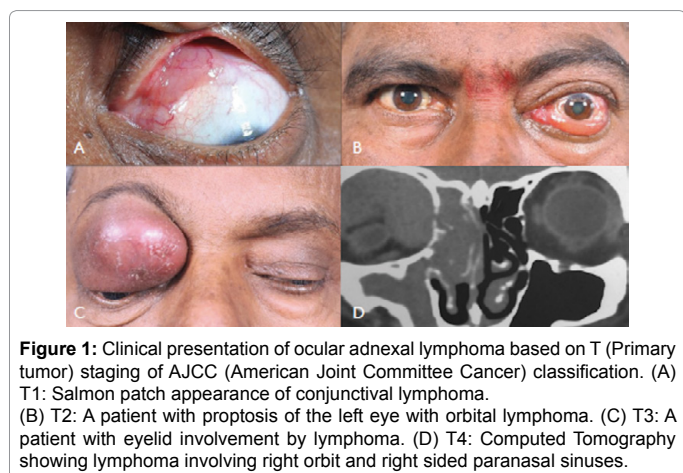 A
B
C
D
Figure 1: Clinical presentation of ocular adnexal lymphoma based on T (Primary
tumor) staging of AJCC (American Joint Committee Cancer) classification. (A)
T1: Salmon patch appearance of conjunctival lymphoma.
(B) T2: A patient with proptosis of the left eye with orbital lymphoma. (C) T3: A
patient with eyelid involvement by lymphoma. (D) T4: Computed Tomography
showing lymphoma involving right orbit and right sided paranasal sinuses.